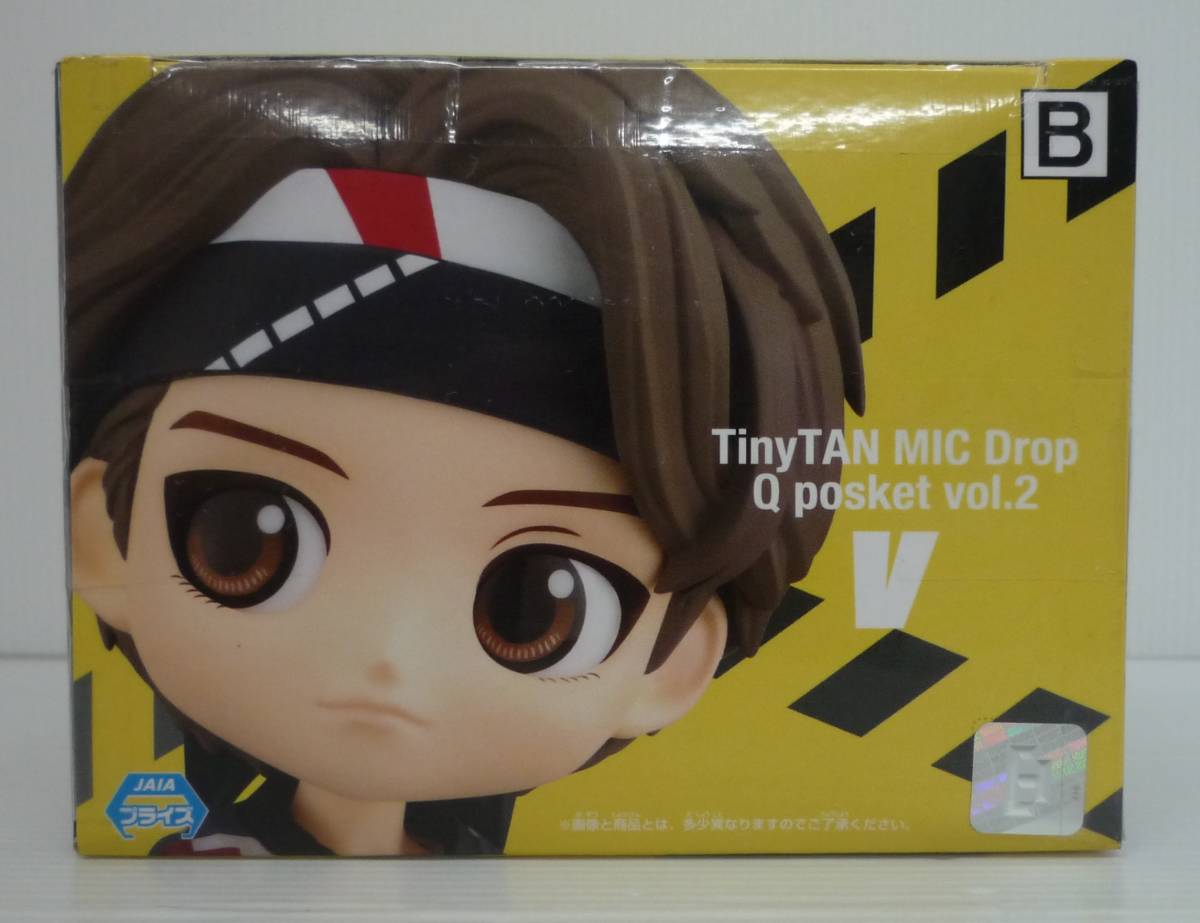 B
TinyTAN MIC Drop
Q posket vol.2
V
JAIA
プライズ
※画像と商品とは、多少異なりますのでご了承ください。